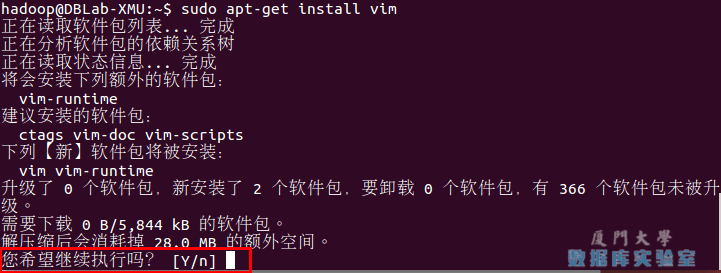 hadoop@DBLab-XMU:~$ sudo apt-get install vim
正在读取软件包列表... 完成
正在分析软件包的依赖关系树
正在读取状态信息... 完成
将会安装下列额外的软件包：
  vim-runtime
建议安装的软件包：
  ctags vim-doc vim-scripts
下列【新】软件包将被安装：
  vim vim-runtime
升级了 0 个软件包，新安装了 2 个软件包，要卸载 0 个软件包，有 366 个软件包未被升
级。
需要下载 0 B/5,844 kB 的软件包。
解压缩后会消耗掉 28.0 MB 的额外空间。
您希望继续执行吗？ [Y/n]
厦门大学
数据库实验室